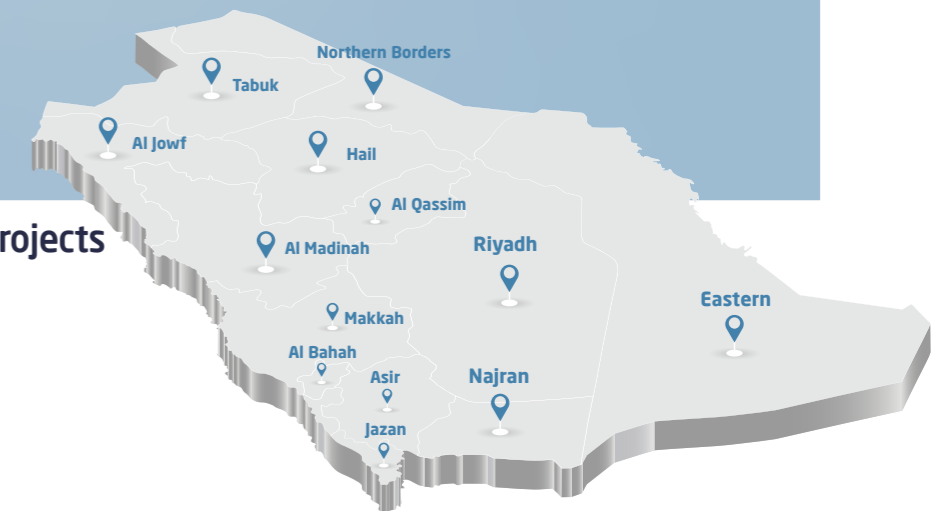 Northern Borders
Tabuk
Al Jowf
Hail
Al Qassim
rojects
Al Madinah
Riyadh
Eastern
Makkah
Al Bahah
Asir
Najran
Jazan